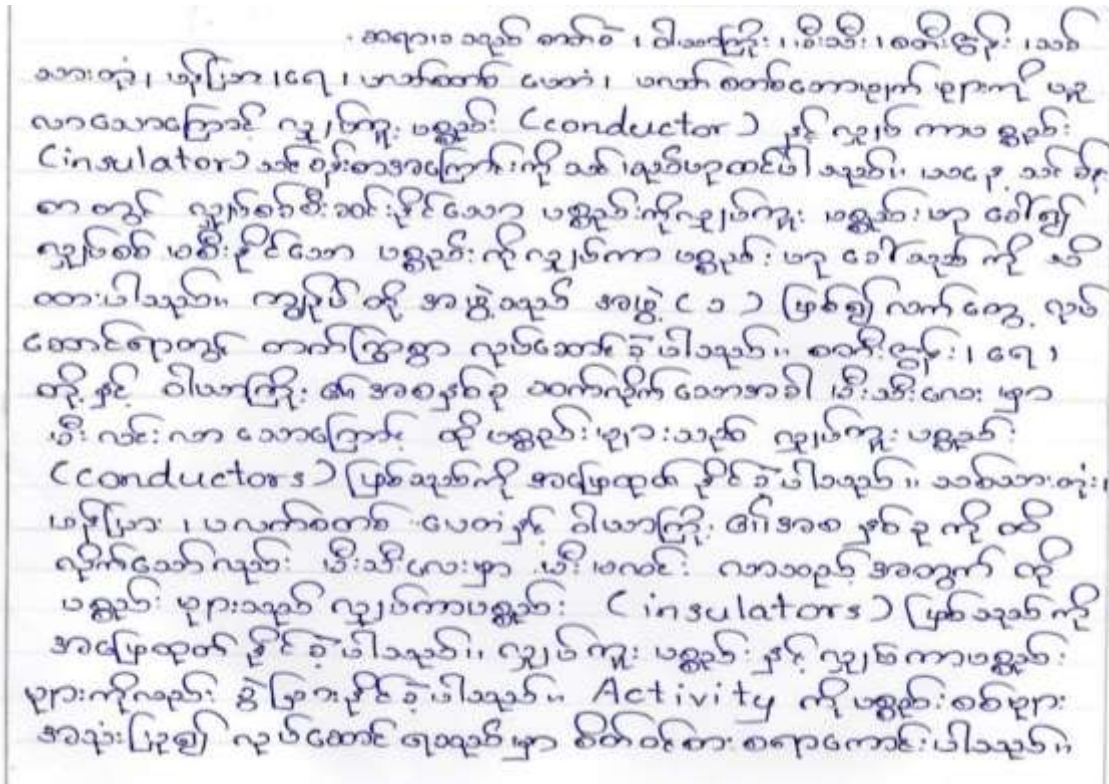 ဆရာမသည် ဓာတ်ခဲ ၊ ဝါယာကြိုး ၊ မီးသီး ၊ စတီးဇွန်း ၊ သစ်
သားတုံး ၊ ဖန်ပြား ၊ ရေ ၊ ပလတ်စတစ် ပေတံ ၊ ပလတ်စတစ် များကို ယူ
လာသောကြောင့် လျှပ်ကူး ပစ္စည်း (conductor) နှင့် လျှပ် ကာပစ္စည်း
(insulator) သင်ခန်းစာအကြောင်းကို သင် မည်ဟုထင်ပါသည်။ ယနေ့ သင်ခန်း
စာ တွင် လျှပ်စစ်စီးဆင်းနိုင်သော ပစ္စည်းကိုလျှပ်ကူး ပစ္စည်းဟု ခေါ်၍
လျှပ်စစ် မစီးနိုင်သော ပစ္စည်းကိုလျှပ်ကာ ပစ္စည်း ဟု ခေါ်သည် ကို သိ
ထားပါသည်။ ကျွန်ုပ် တို့ အဖွဲ့သည် အဖွဲ့ (၁) ဖြစ်၍ လက်တွေ့ လုပ်
ဆောင်ရာတွင် တက်ကြွစွာ လုပ်ဆောင်ခဲ့ပါသည်။ စတီးဇွန်း ၊ ရေ ၊
တို့ နှင့် ဝါယာကြိုး ၏အစနှစ်ခု ဆက်လိုက်သောအခါ မီးသီးလေး မှာ
မီး လင်းလာ သောကြောင့် ထိုပစ္စည်းများသည် လျှပ်ကူးပစ္စည်း
(conductors) ဖြစ်သည်ကို အဖြေထုတ် နိုင်ခဲ့ပါသည်။ သစ်သားတုံး ၊
ဖန်ပြား ၊ ပလက်စတစ် ပေတံနှင့် ဝါယာကြိုး ၏အစ နှစ်ခု ကို ထိ
လိုက်သော်လည်း မီးသီးလေးမှာ မီး မလင်း လာသည့် အတွက် ထို
ပစ္စည်း များသည် လျှပ်ကာပစ္စည်း (insulators) ဖြစ်သည်ကို
အဖြေထုတ် နိုင်ခဲ့ပါသည်။ လျှပ်ကူး ပစ္စည်း နှင့် လျှပ်ကာပစ္စည်း
များကိုလည်း ခွဲခြားနိုင်ခဲ့ပါသည်။ Activity ကို ပစ္စည်းစစ်များ
အသုံးပြု၍ လုပ်ဆောင် ရသည်မှာ စိတ်ဝင်စား စရာကောင်းပါသည်။